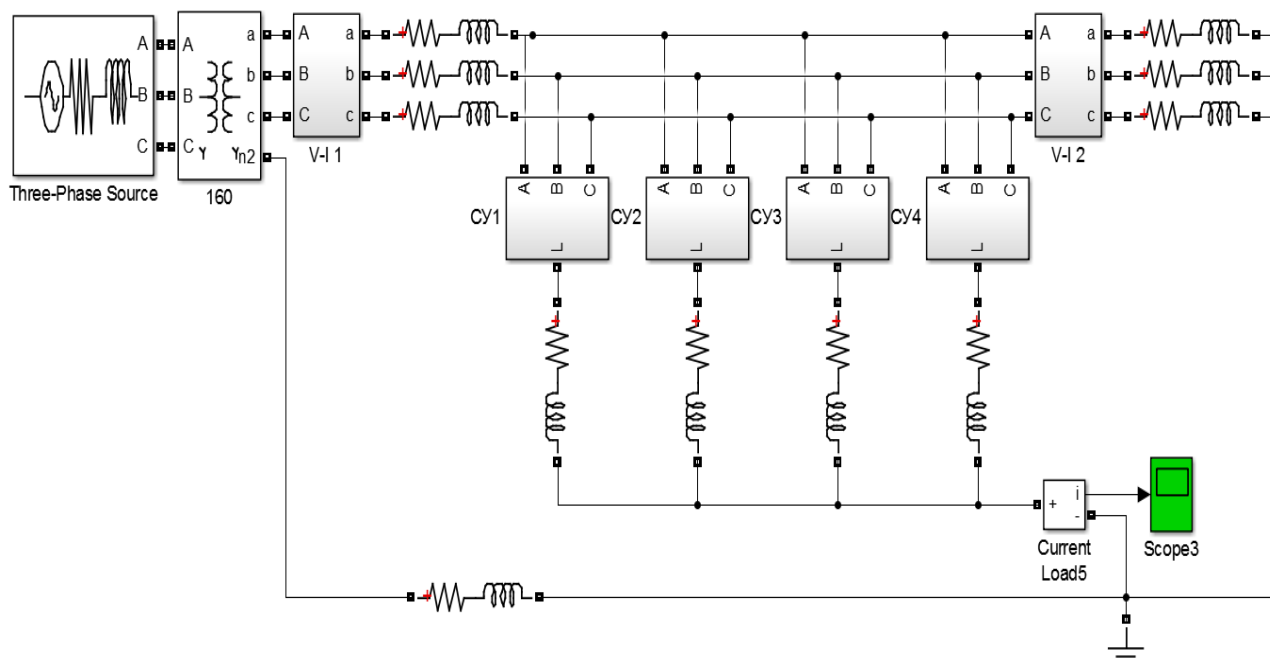 A A a A a A a
B B b B b B b
C C c C c C c
Y Yn2
Three-Phase Source 160 V-I 1 V-I 2
A B C A B C A B C A B C
СУ1 СУ2 СУ3 СУ4
L L L L
+ i
-
Current
Load5
Scope3